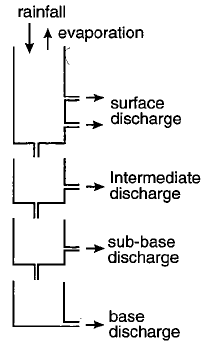 rainfall
evaporation
surface
discharge
Intermediate
discharge
sub-base
discharge
base
discharge